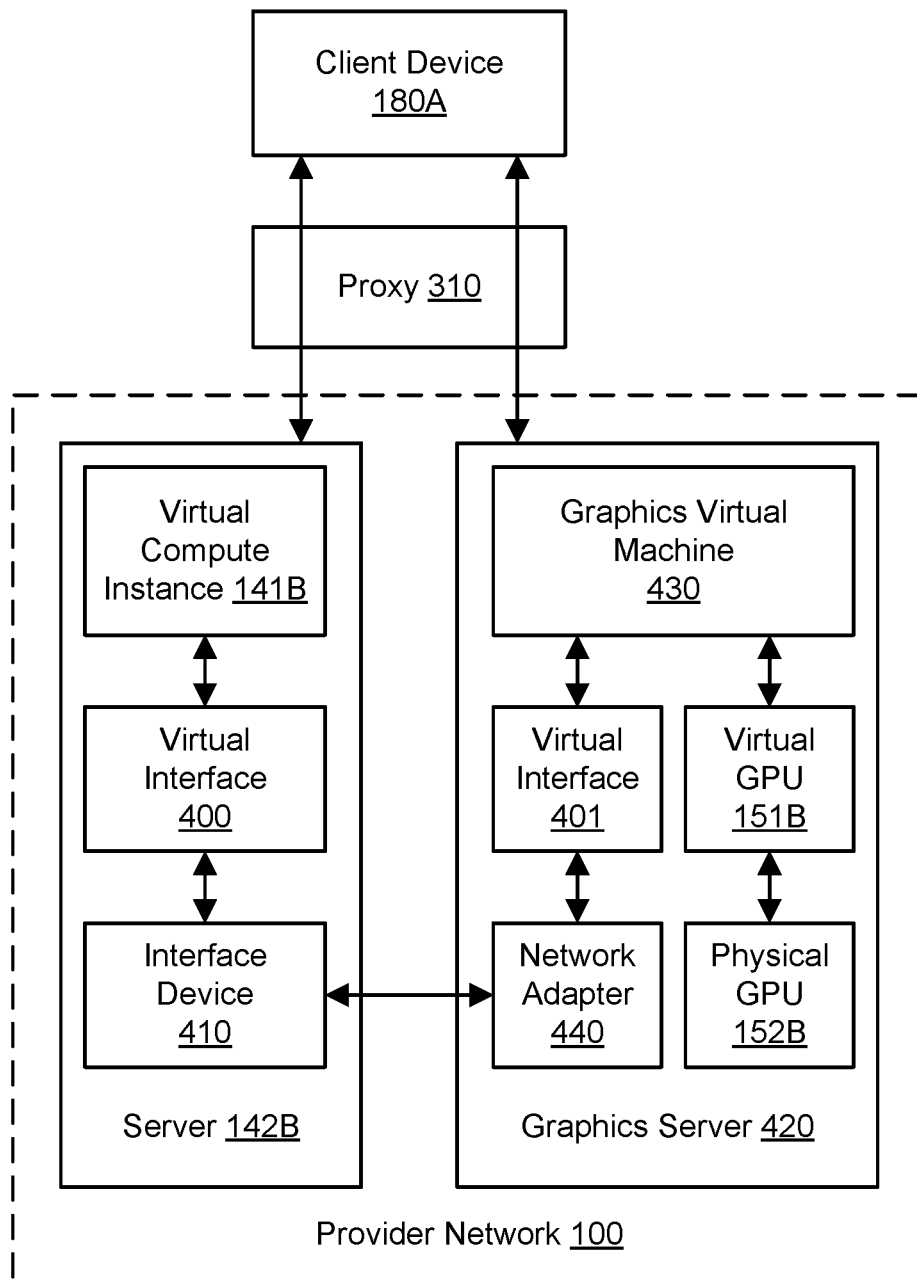 Client Device
180A
Proxy 310
Virtual
Compute
Instance 141B
Virtual
Interface
400
Interface
Device
410
Server 142B
Graphics Virtual
Machine
430
Virtual
Interface
401
Virtual
GPU
151B
Network
Adapter
440
Physical
GPU
152B
Graphics Server 420
Provider Network 100